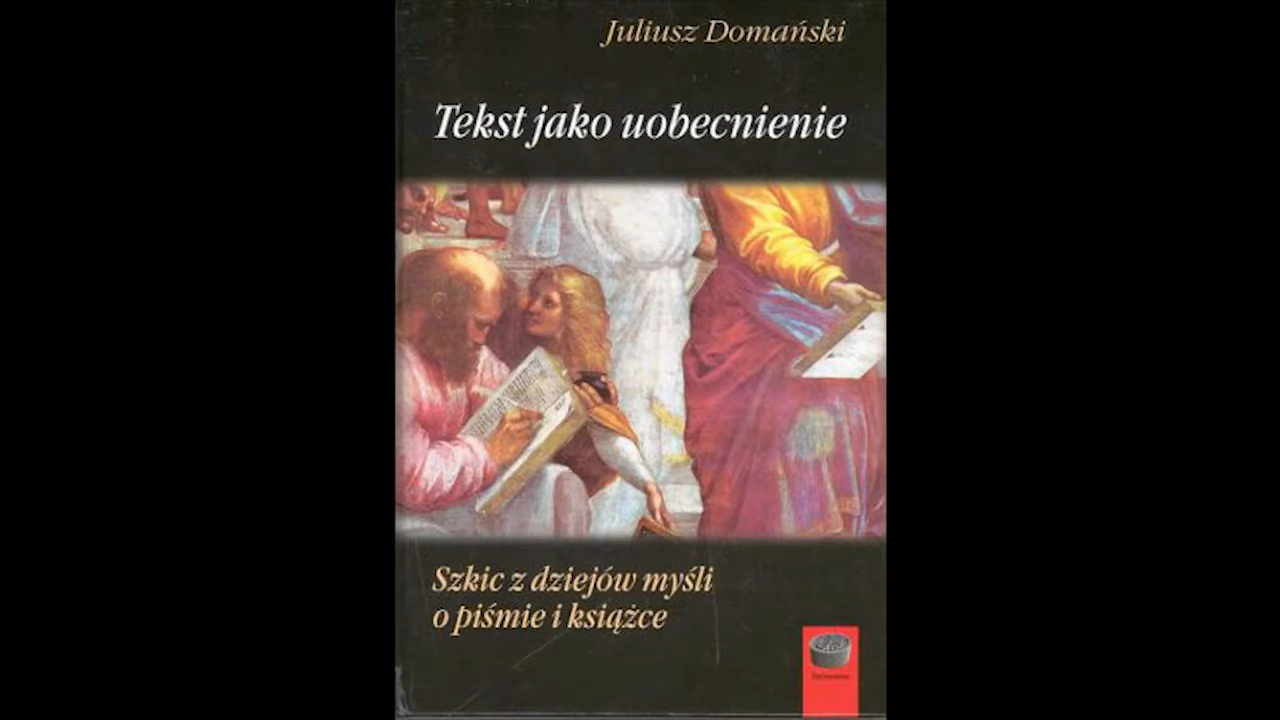 Juliusz Domański
Tekst jako uobecnienie
Szkic z dziejów myśli
o piśmie i książce